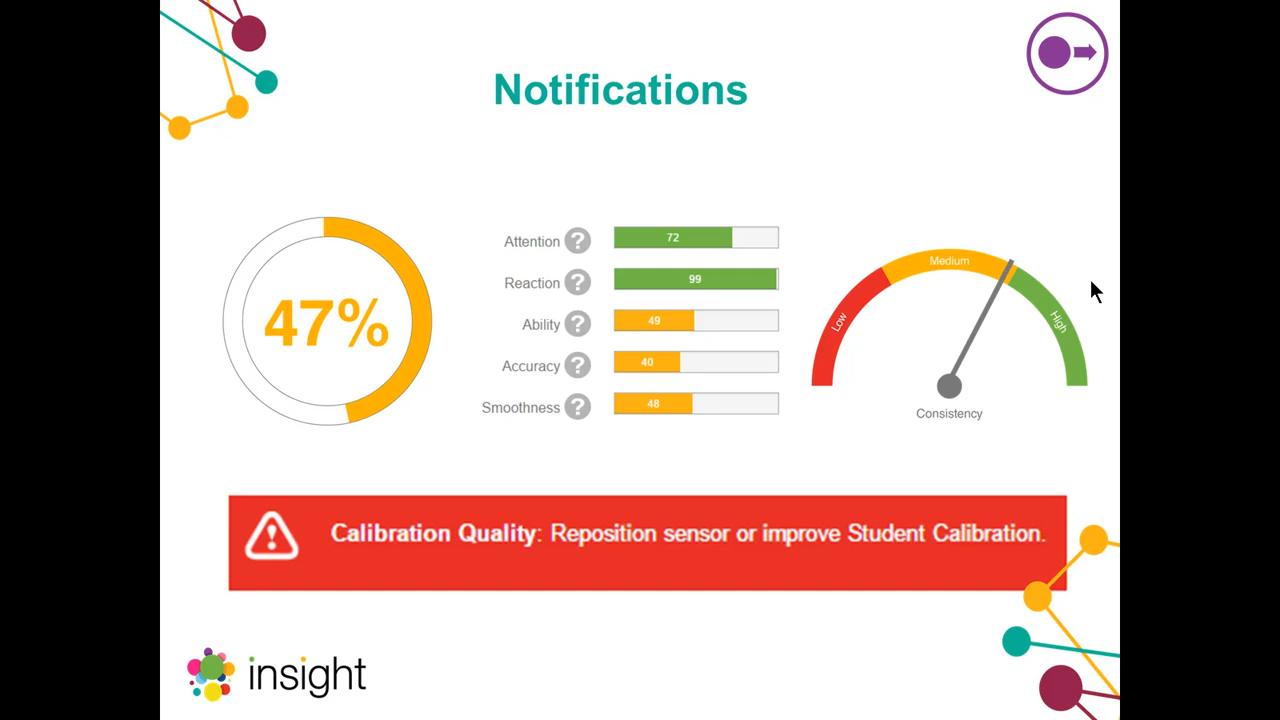 Notifications
47%
Attention ? 72
Reaction ? 99
Ability ? 49
Accuracy ? 40
Smoothness ? 48
Low
Medium
High
Consistency
Calibration Quality: Reposition sensor or improve Student Calibration.
insight